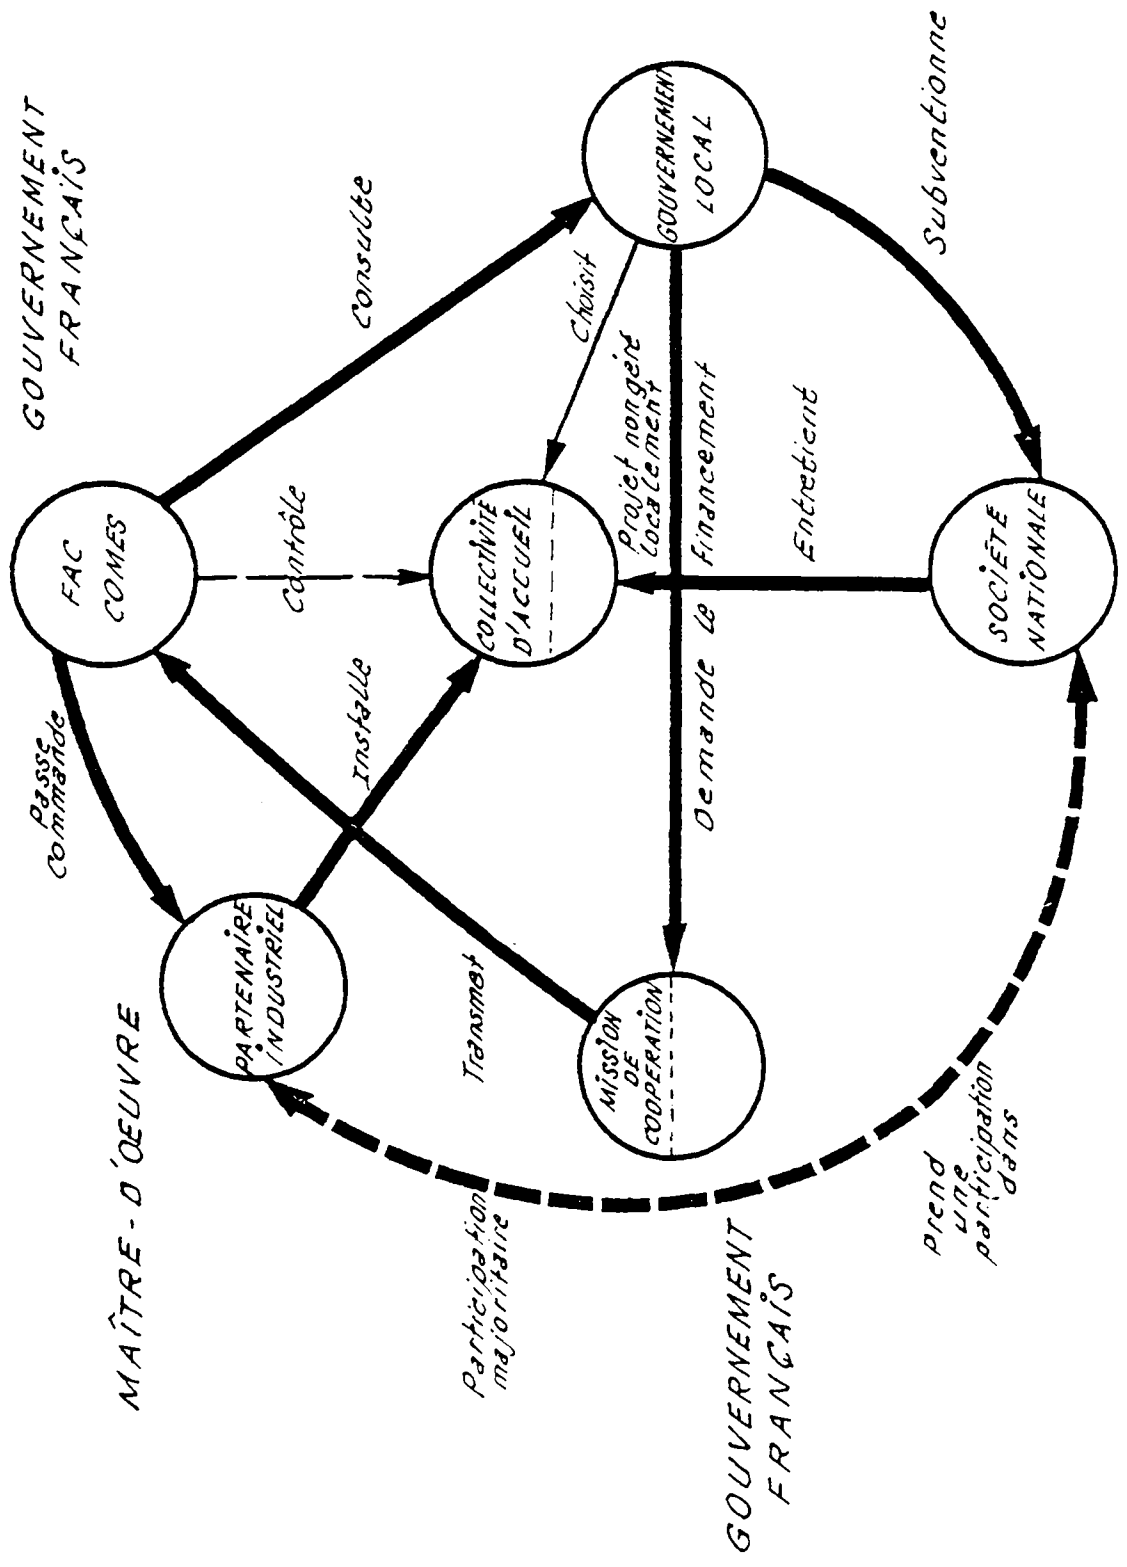 GOUVERNEMENT
FRANÇAIS
Passe
Commande
FAC
COMES
MAÎTRE-D'OEUVRE
PARTENAIRE
INDUSTRIEL
Contrôle
Installe
Consulte
Participation
majoritaire
Transmet
COLLECTIVITÉ
D'ACCUEIL
Choisit
MISSION
DE
COOPERATION
Projet non géré
Localement
GOUVERNEMENT
LOCAL
Demande le Financement
GOUVERNEMENT
FRANÇAIS
Entretient
Prend
une
participation
dans
Subventionne
SOCIÉTÉ
NATIONALE